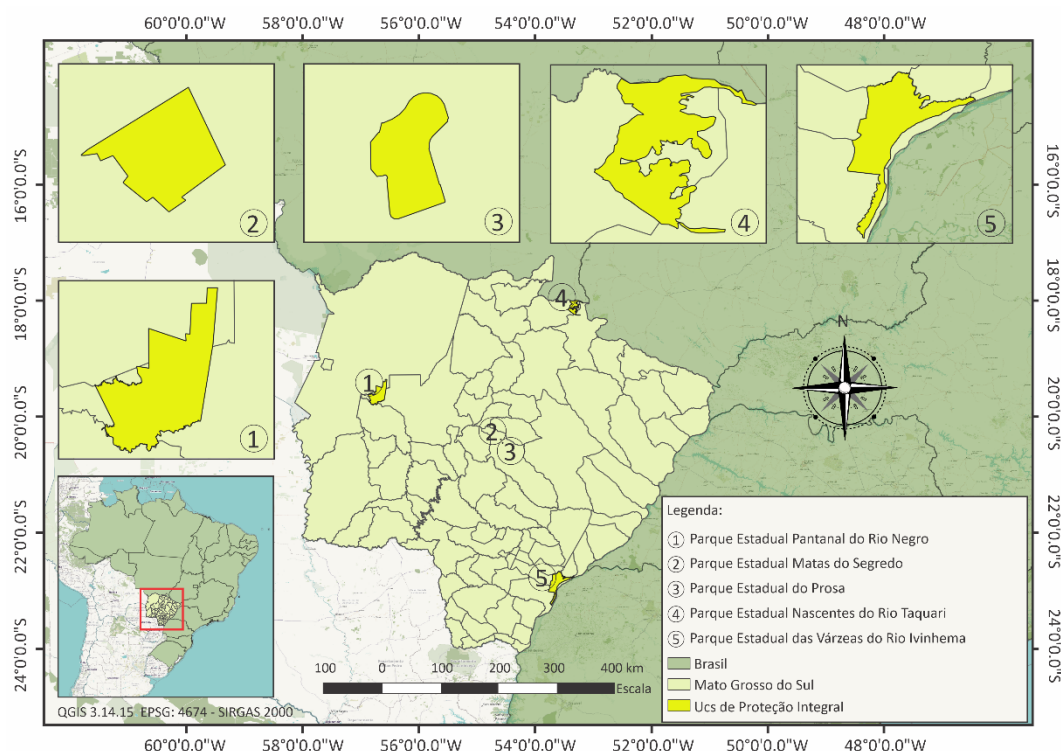 60°0'0.0"O 58°0'0.0"O 56°0'0.0"O 54°0'0.0"O 52°0'0.0"O 50°0'0.0"O 48°0'0.0"O
16°0'0.0"S
18°0'0.0"S
20°0'0.0"S
22°0'0.0"S
24°0'0.0"S
2
3
4
5
1
16°0'0.0"S
18°0'0.0"S
20°0'0.0"S
22°0'0.0"S
24°0'0.0"S
4
1
2
3
5
N
Legenda:
1 Parque Estadual Pantanal do Rio Negro
2 Parque Estadual Matas do Segredo
3 Parque Estadual do Prosa
4 Parque Estadual Nascentes do Rio Taquari
5 Parque Estadual das Várzeas do Rio Ivinhema
Brasil
Mato Grosso do Sul
Ucs de Proteção Integral
100 0 100 200 300 400 km
Escala
QGIS 3.14.15 EPSG: 4674 - SIRGAS 2000
60°0'0.0"O 58°0'0.0"O 56°0'0.0"O 54°0'0.0"O 52°0'0.0"O 50°0'0.0"O 48°0'0.0"O